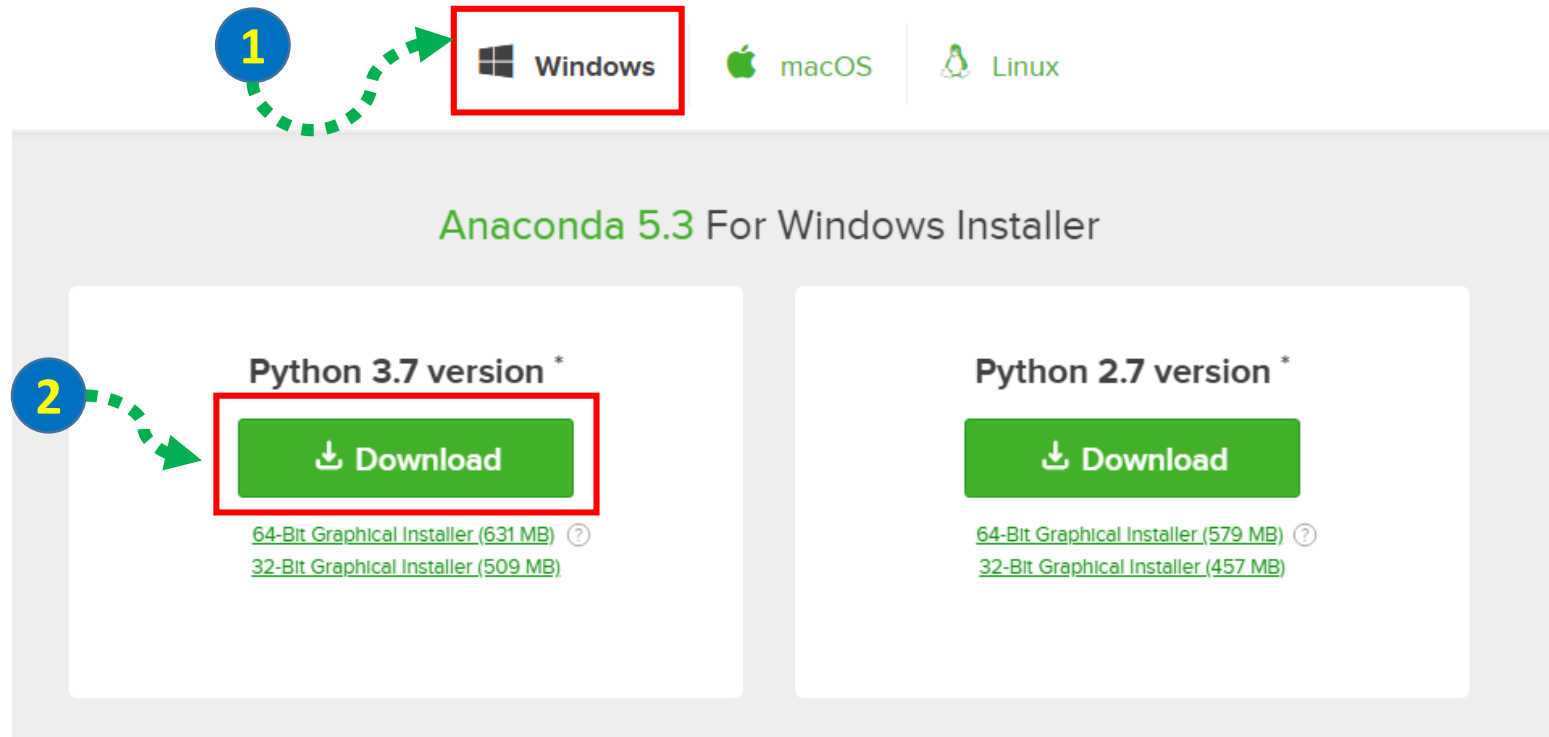 1
Windows
macOS
Linux
Anaconda 5.3 For Windows Installer
Python 3.7 version *
2
Download
64-Bit Graphical Installer (631 MB) ?
32-Bit Graphical Installer (509 MB)
Python 2.7 version *
Download
64-Bit Graphical Installer (579 MB) ?
32-Bit Graphical Installer (457 MB)